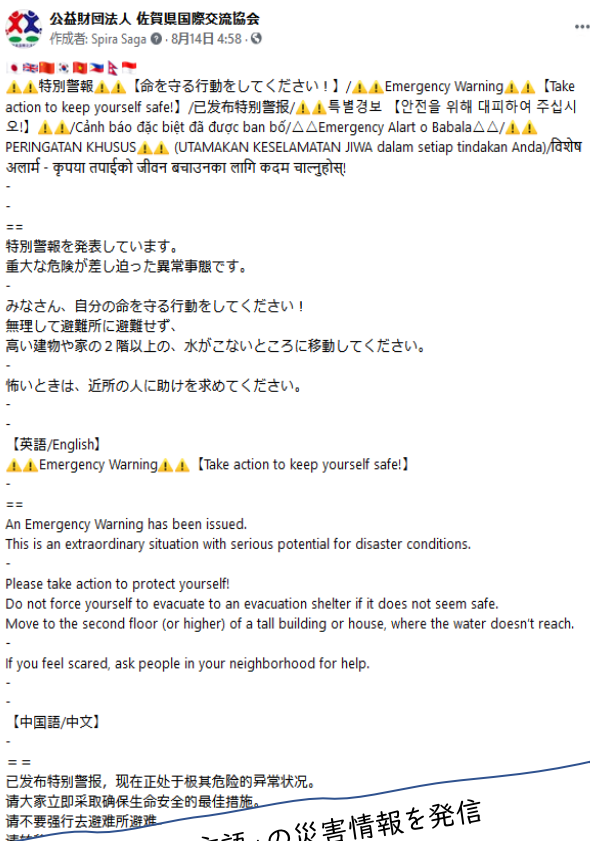 公益財団法人 佐賀県国際交流協会
作成者: Spira Saga · 8月14日 4:58 ·
🇯🇵🇬🇧🇨🇳🇰🇷🇻🇳🇵🇭🇳🇵🇮🇩
⚠️⚠️特別警報⚠️⚠️【命を守る行動をしてください！】/⚠️⚠️Emergency Warning⚠️⚠️【Take
action to keep yourself safe!】/已发布特别警报/⚠️⚠️특별경보 【안전을 위해 대피하여 주십시
오!】⚠️⚠️/Cảnh báo đặc biệt đã được ban bố/△△Emergency Alart o Babala△△/⚠️⚠️
PERINGATAN KHUSUS⚠️⚠️ (UTAMAKAN KESELAMATAN JIWA dalam setiap tindakan Anda)/विशेष
अलार्म - कृपया तपाईको जीवन बचाउनका लागि कदम चाल्नुहोस्!
-
-
==
特別警報を発表しています。
重大な危険が差し迫った異常事態です。
-
みなさん、自分の命を守る行動をしてください！
無理して避難所に避難せず、
高い建物や家の２階以上の、水がこないところに移動してください。
-
怖いときは、近所の人に助けを求めてください。
-
-
【英語/English】
⚠️⚠️Emergency Warning⚠️⚠️【Take action to keep yourself safe!】
-
==
An Emergency Warning has been issued.
This is an extraordinary situation with serious potential for disaster conditions.
-
Please take action to protect yourself!
Do not force yourself to evacuate to an evacuation shelter if it does not seem safe.
Move to the second floor (or higher) of a tall building or house, where the water doesn't reach.
-
If you feel scared, ask people in your neighborhood for help.
-
-
【中国語/中文】
-
= =
已发布特别警报，现在正处于极其危险的异常状况。
请大家立即采取确保生命安全的最佳措施。
请不要强行去避难所避难
の災害情報を発信